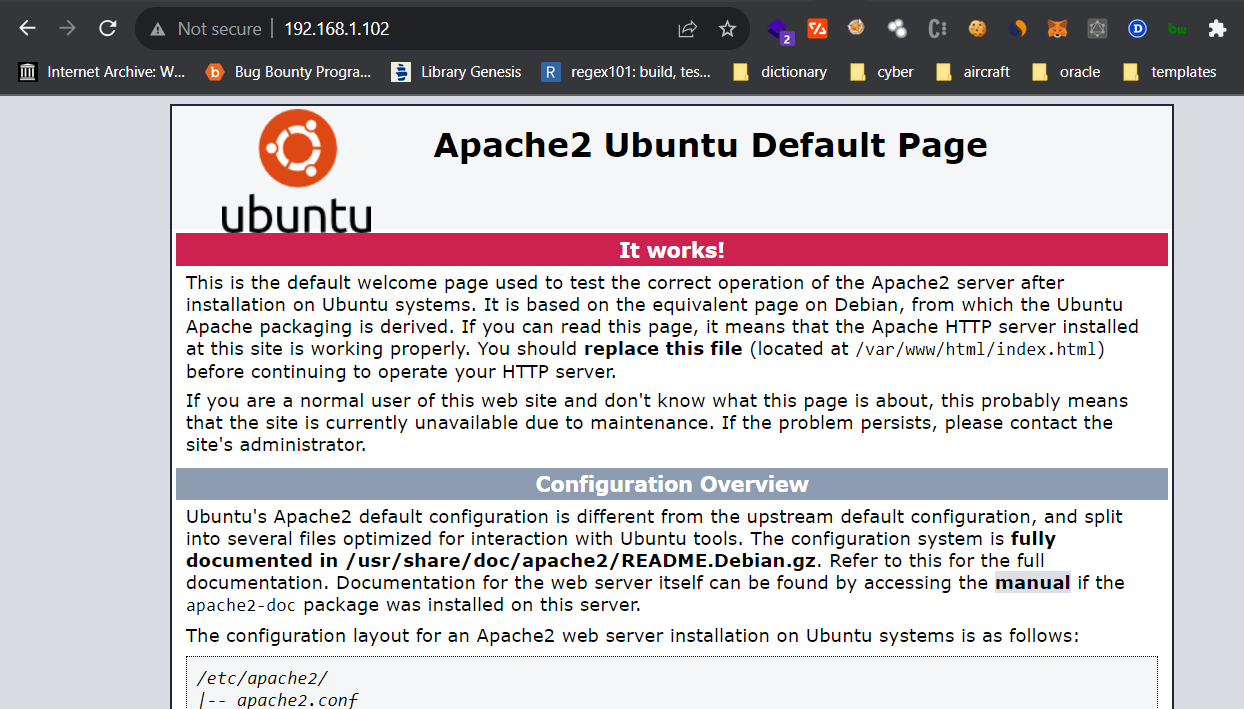 Not secure | 192.168.1.102
2
Internet Archive: W...
Bug Bounty Progra...
Library Genesis
R
regex101: build, tes...
dictionary
cyber
aircraft
oracle
templates
ubuntu
Apache2 Ubuntu Default Page
It works!
This is the default welcome page used to test the correct operation of the Apache2 server after
installation on Ubuntu systems. It is based on the equivalent page on Debian, from which the Ubuntu
Apache packaging is derived. If you can read this page, it means that the Apache HTTP server installed
at this site is working properly. You should replace this file (located at /var/www/html/index.html)
before continuing to operate your HTTP server.
If you are a normal user of this web site and don't know what this page is about, this probably means
that the site is currently unavailable due to maintenance. If the problem persists, please contact the
site's administrator.
Configuration Overview
Ubuntu's Apache2 default configuration is different from the upstream default configuration, and split
into several files optimized for interaction with Ubuntu tools. The configuration system is fully
documented in /usr/share/doc/apache2/README.Debian.gz. Refer to this for the full
documentation. Documentation for the web server itself can be found by accessing the manual if the
apache2-doc package was installed on this server.
The configuration layout for an Apache2 web server installation on Ubuntu systems is as follows:
/etc/apache2/
|-- apache2.conf